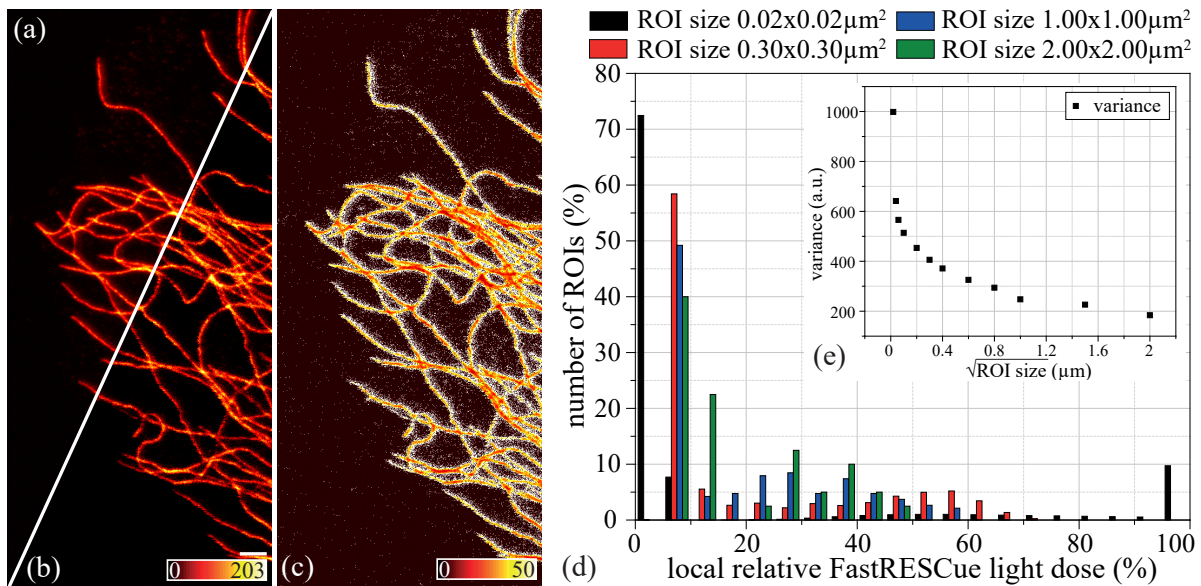 (a)
(b)
0 203
(c)
0 50
(d)
ROI size 0.02x0.02µm²
ROI size 1.00x1.00µm²
ROI size 0.30x0.30µm²
ROI size 2.00x2.00µm²
80
70
60
50
40
30
20
10
0
number of ROIs (%)
0 20 40 60 80 100
local relative FastRESCue light dose (%)
(e)
variance
1000
800
600
400
200
variance (a.u.)
0 0.4 0.8 1.2 1.6 2
√ROI size (µm)